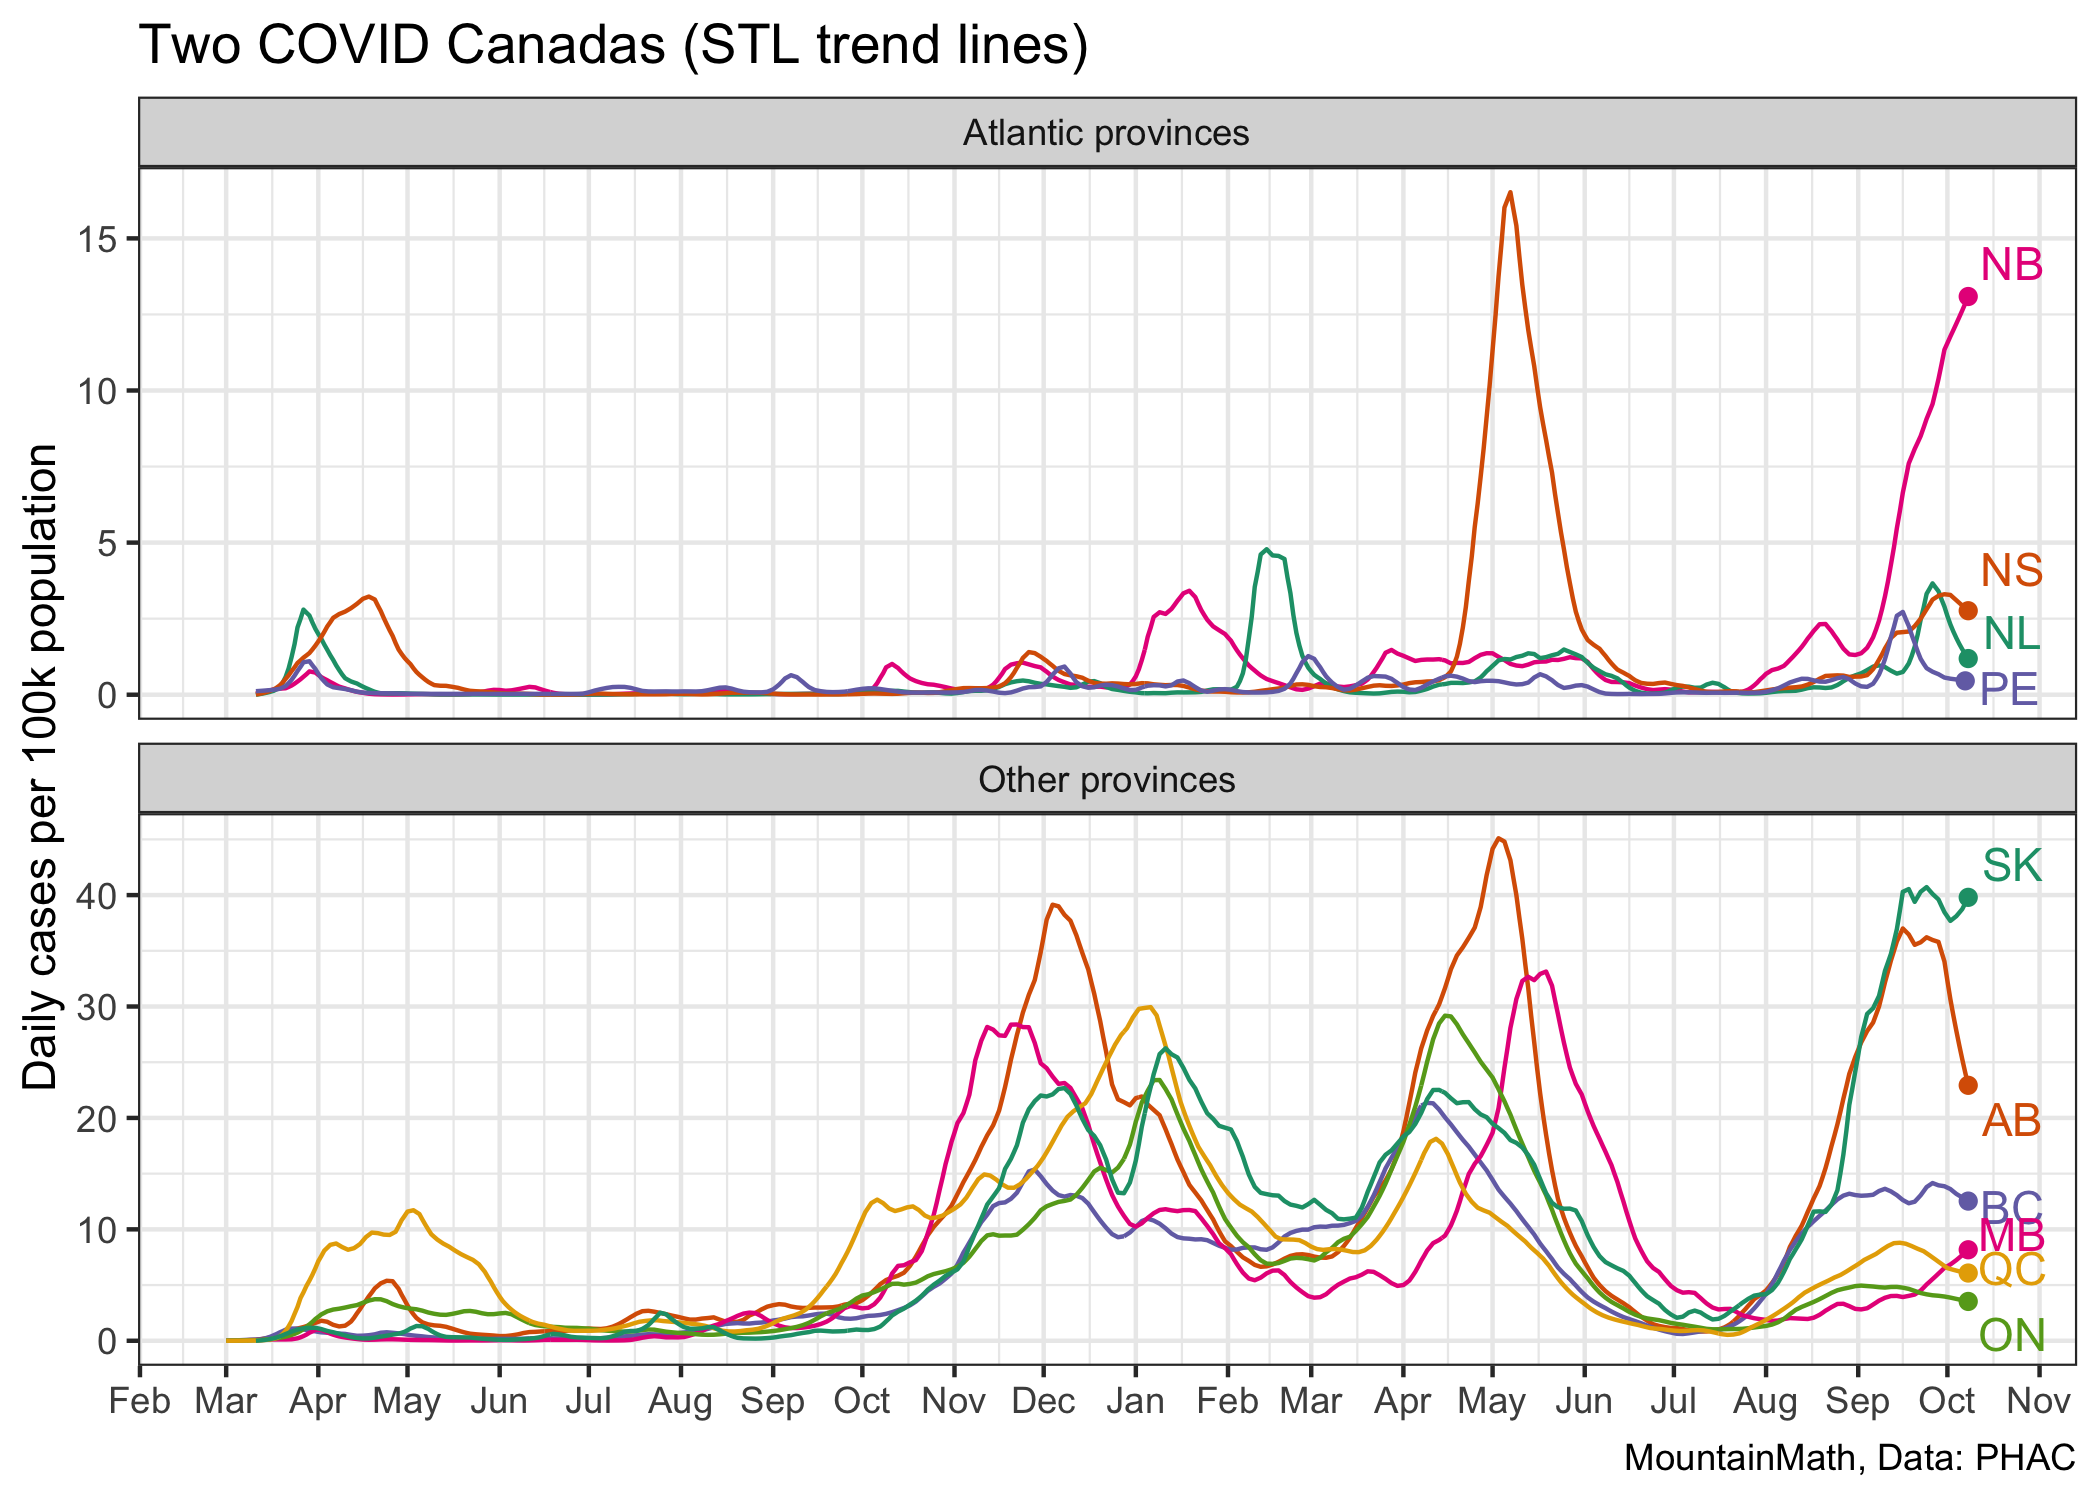 Two COVID Canadas (STL trend lines)
Atlantic provinces
15
10
5
0
NB
NS
NL
PE
Daily cases per 100k population
Other provinces
40
30
20
10
0
SK
AB
BC
MB
QC
ON
Feb Mar Apr May Jun Jul Aug Sep Oct Nov Dec Jan Feb Mar Apr May Jun Jul Aug Sep Oct Nov
MountainMath, Data: PHAC